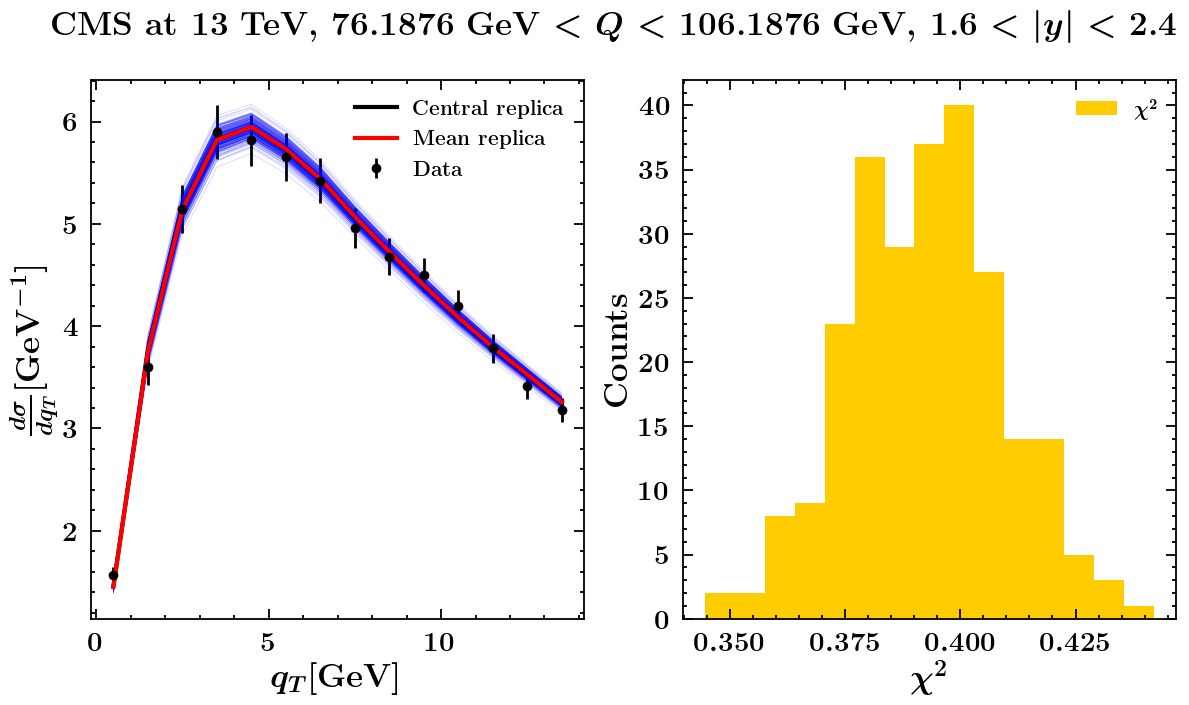 CMS at 13 TeV, 76.1876 GeV < Q < 106.1876 GeV, 1.6 < |y| < 2.4
Central replica
Mean replica
Data
6
5
4
3
2
0
5
10
q_T[GeV]
dσ/dq_T [GeV⁻¹]
χ²
40
35
30
25
20
15
10
5
0
0.350
0.375
0.400
0.425
χ²
Counts